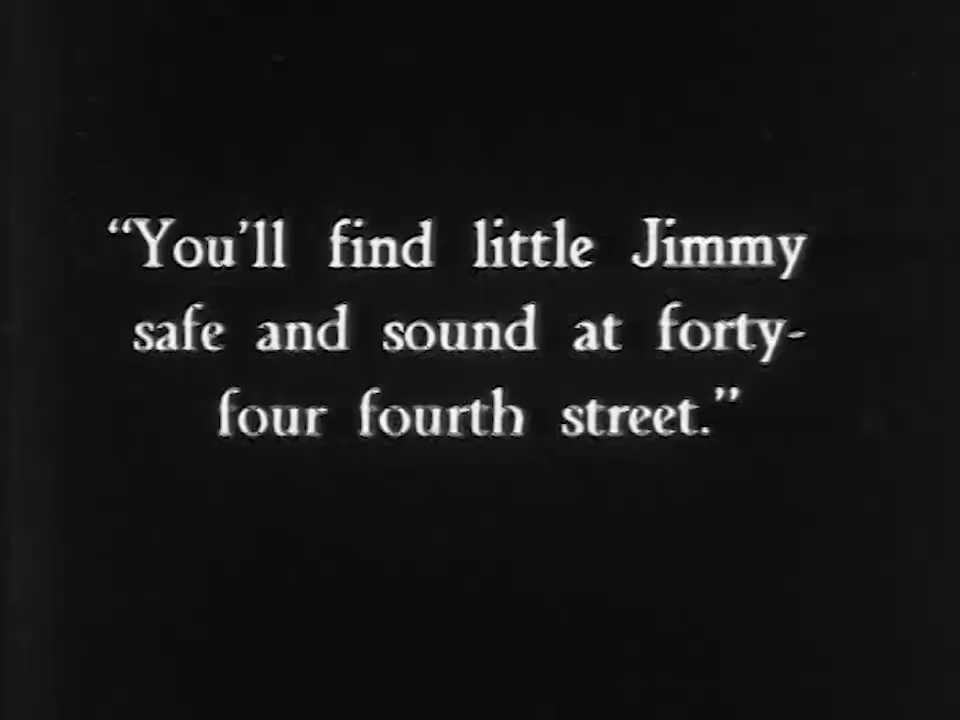 “You'll find little Jimmy
safe and sound at forty-
four fourth street.”